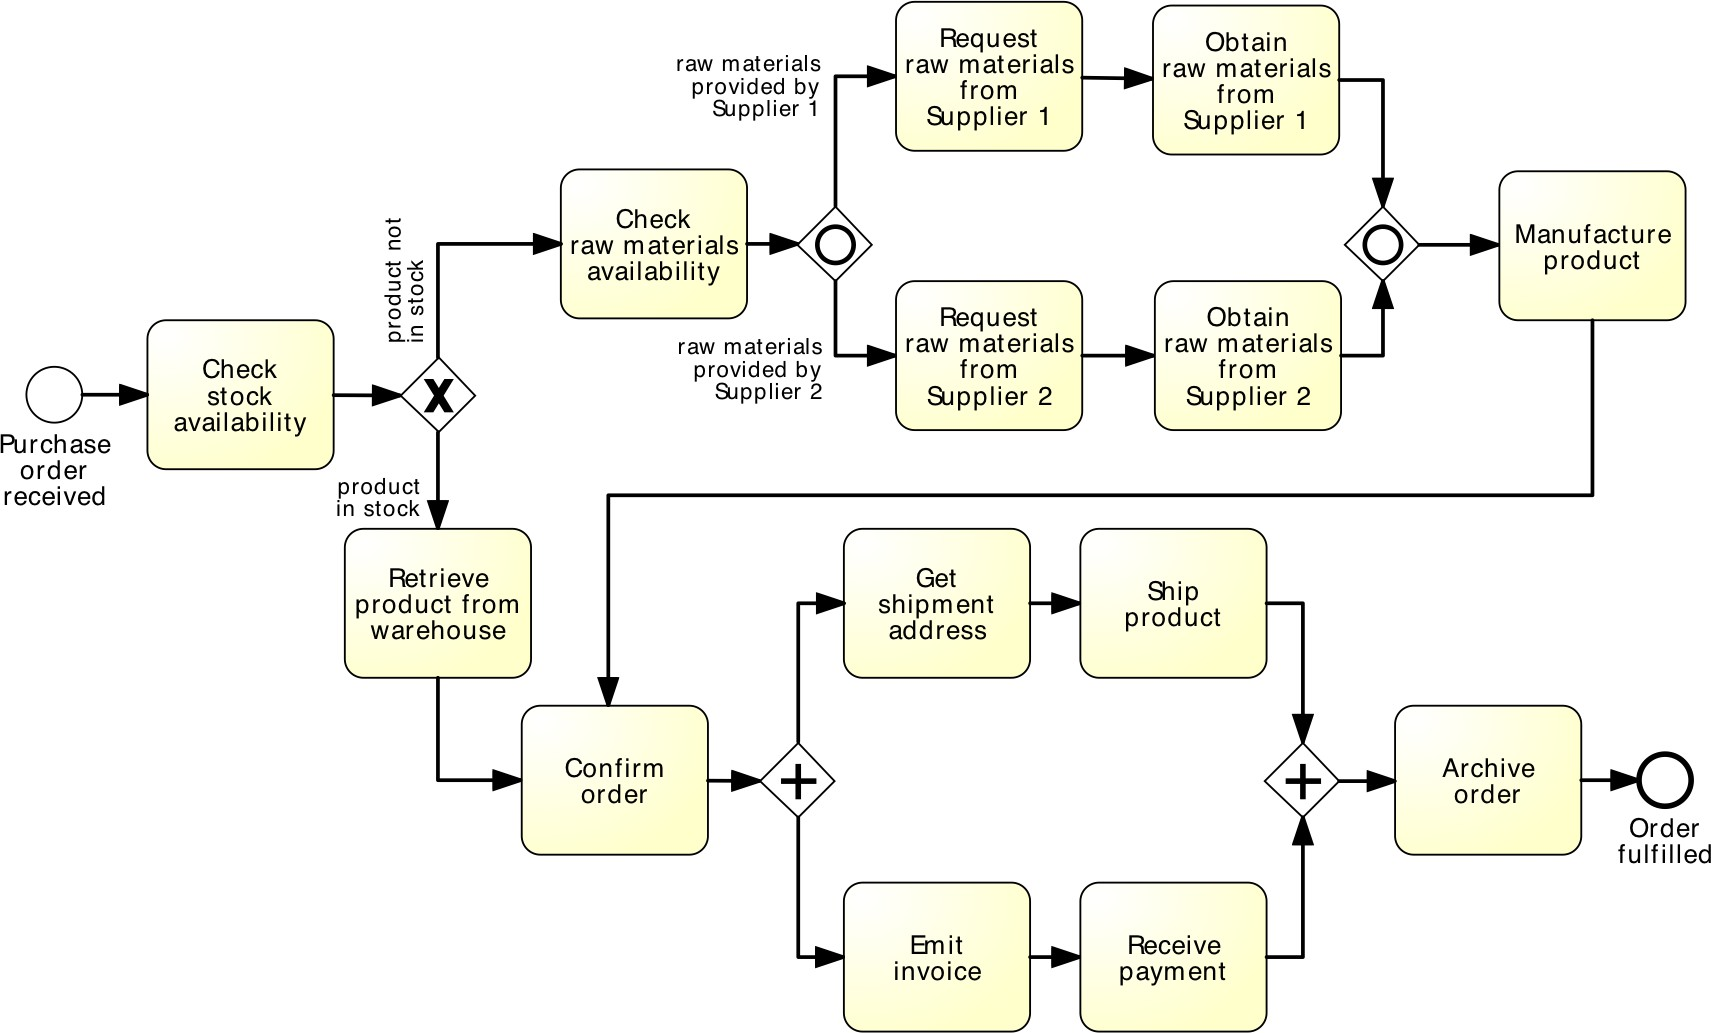 raw materials
provided by
Supplier 1
Request
raw materials
from
Supplier 1
Obtain
raw materials
from
Supplier 1
product not
in stock
Check
raw materials
availability
Manufacture
product
raw materials
provided by
Supplier 2
Request
raw materials
from
Supplier 2
Obtain
raw materials
from
Supplier 2
Purchase
order
received
Check
stock
availability
X
product
in stock
Retrieve
product from
warehouse
Get
shipment
address
Ship
product
Confirm
order
Archive
order
Order
fulfilled
Emit
invoice
Receive
payment